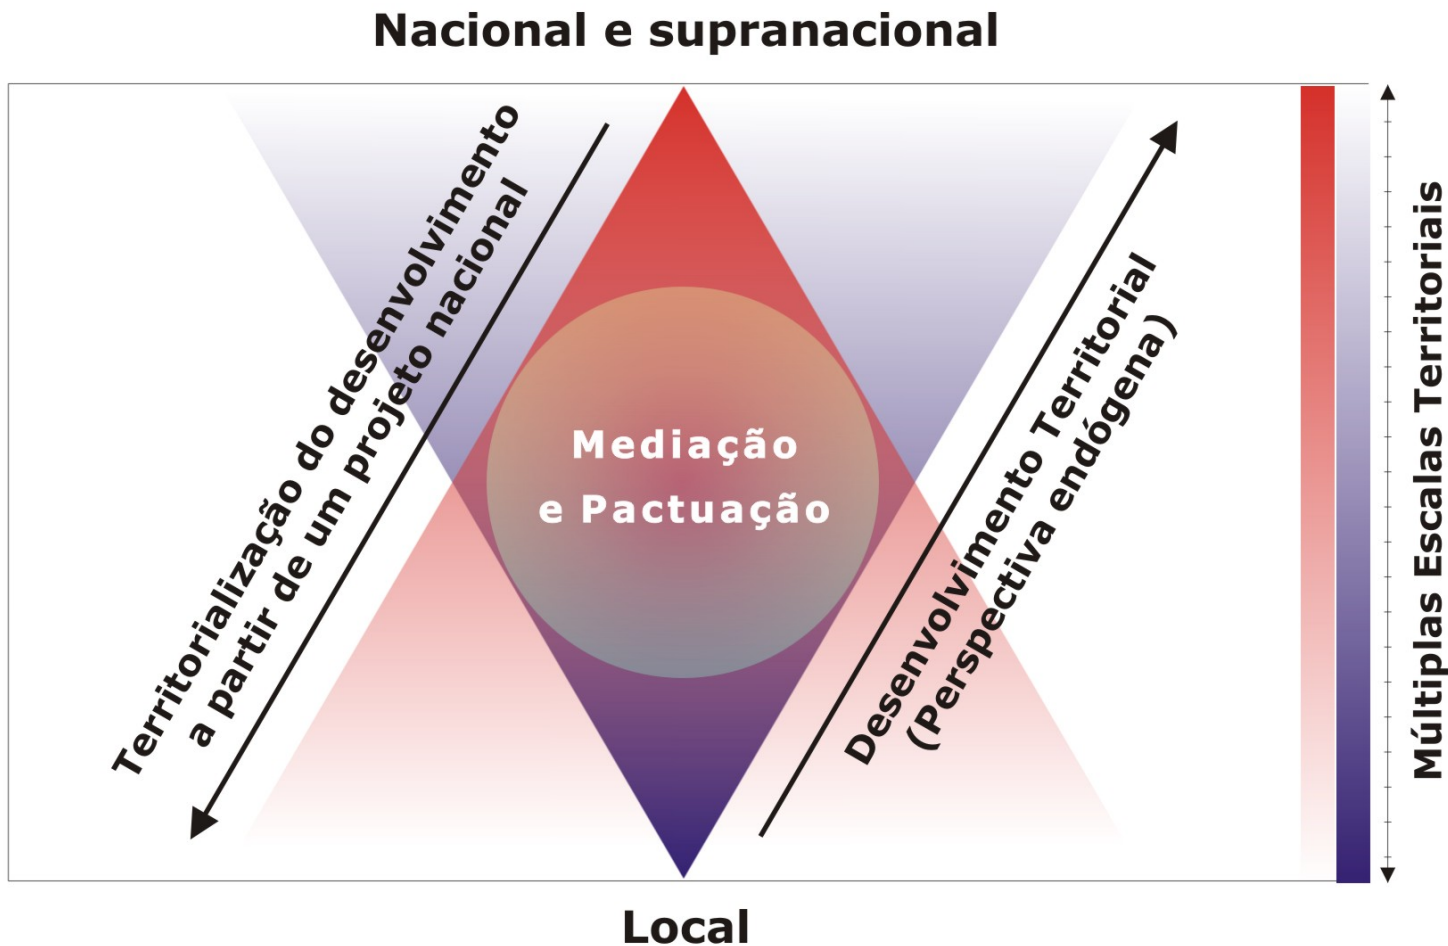 Nacional e supranacional
Territorialização do desenvolvimento
a partir de um projeto nacional
Mediação
e Pactuação
Desenvolvimento Territorial
(Perspectiva endógena)
Múltiplas Escalas Territoriais
Local